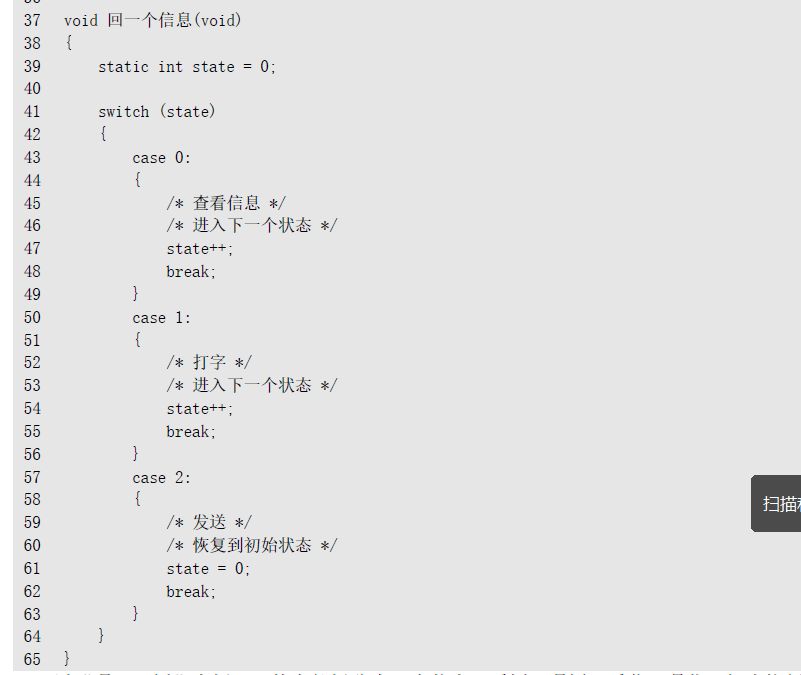 37 void 回一个信息(void)
38 {
39     static int state = 0;
40
41     switch (state)
42     {
43         case 0:
44         {
45             /* 查看信息 */
46             /* 进入下一个状态 */
47             state++;
48             break;
49         }
50         case 1:
51         {
52             /* 打字 */
53             /* 进入下一个状态 */
54             state++;
55             break;
56         }
57         case 2:
58         {
59             /* 发送 */
60             /* 恢复到初始状态 */
61             state = 0;
62             break;
63         }
64     }
65 }
扫描